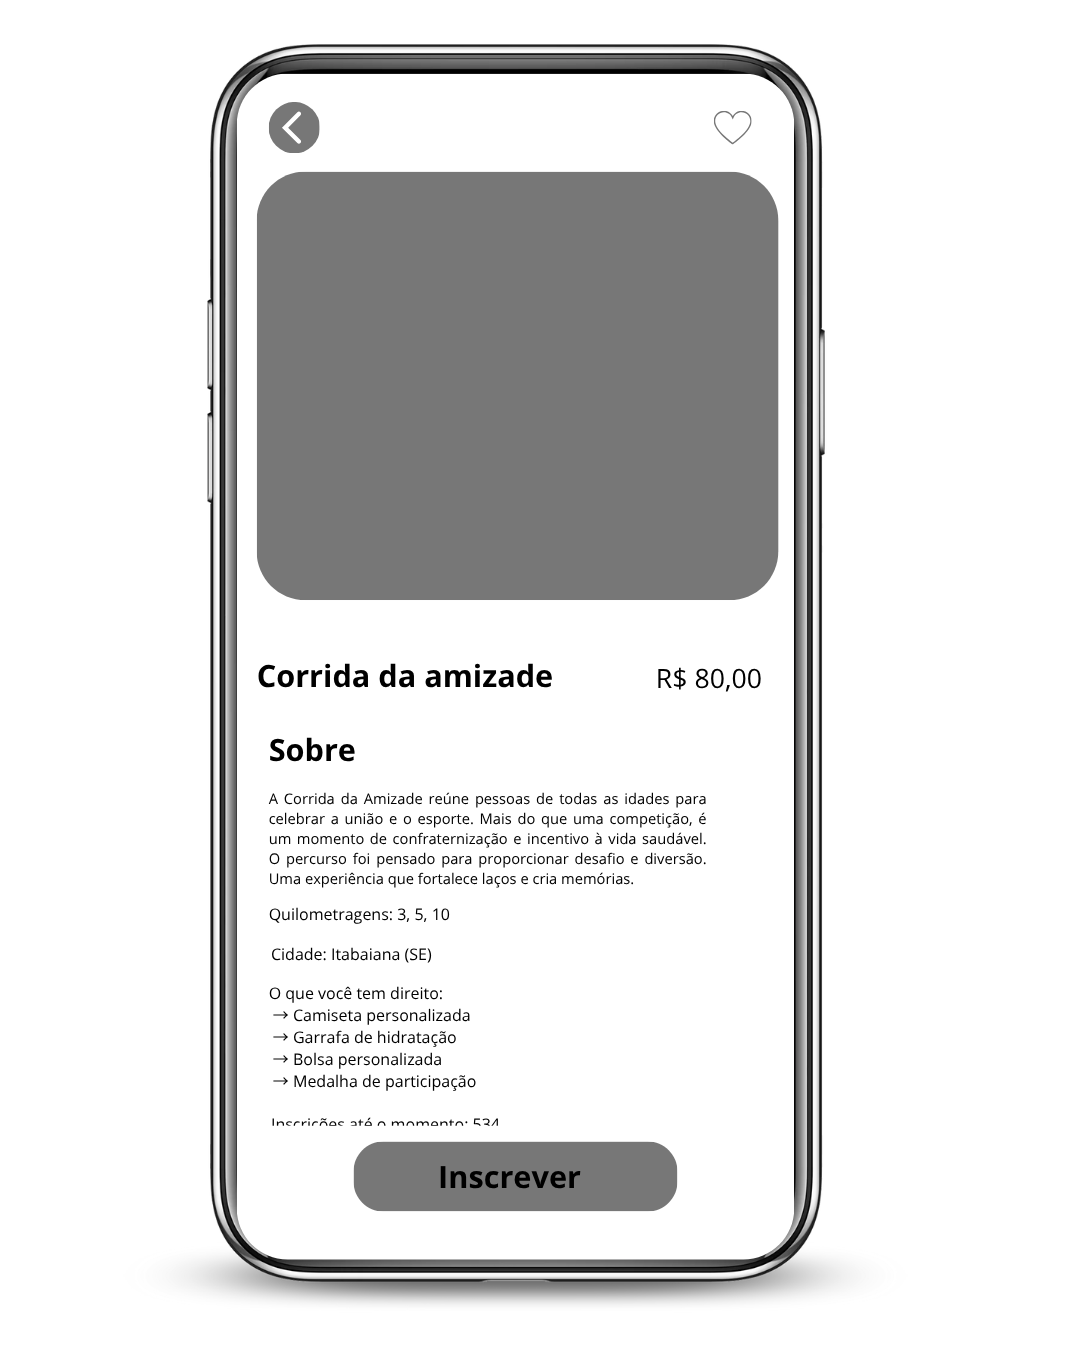 Corrida da amizade
R$ 80,00
Sobre
A Corrida da Amizade reúne pessoas de todas as idades para
celebrar a união e o esporte. Mais do que uma competição, é
um momento de confraternização e incentivo à vida saudável.
O percurso foi pensado para proporcionar desafio e diversão.
Uma experiência que fortalece laços e cria memórias.
Quilometragens: 3, 5, 10
Cidade: Itabaiana (SE)
O que você tem direito:
→ Camiseta personalizada
→ Garrafa de hidratação
→ Bolsa personalizada
→ Medalha de participação
Inscrições até o momento: 534
Inscrever